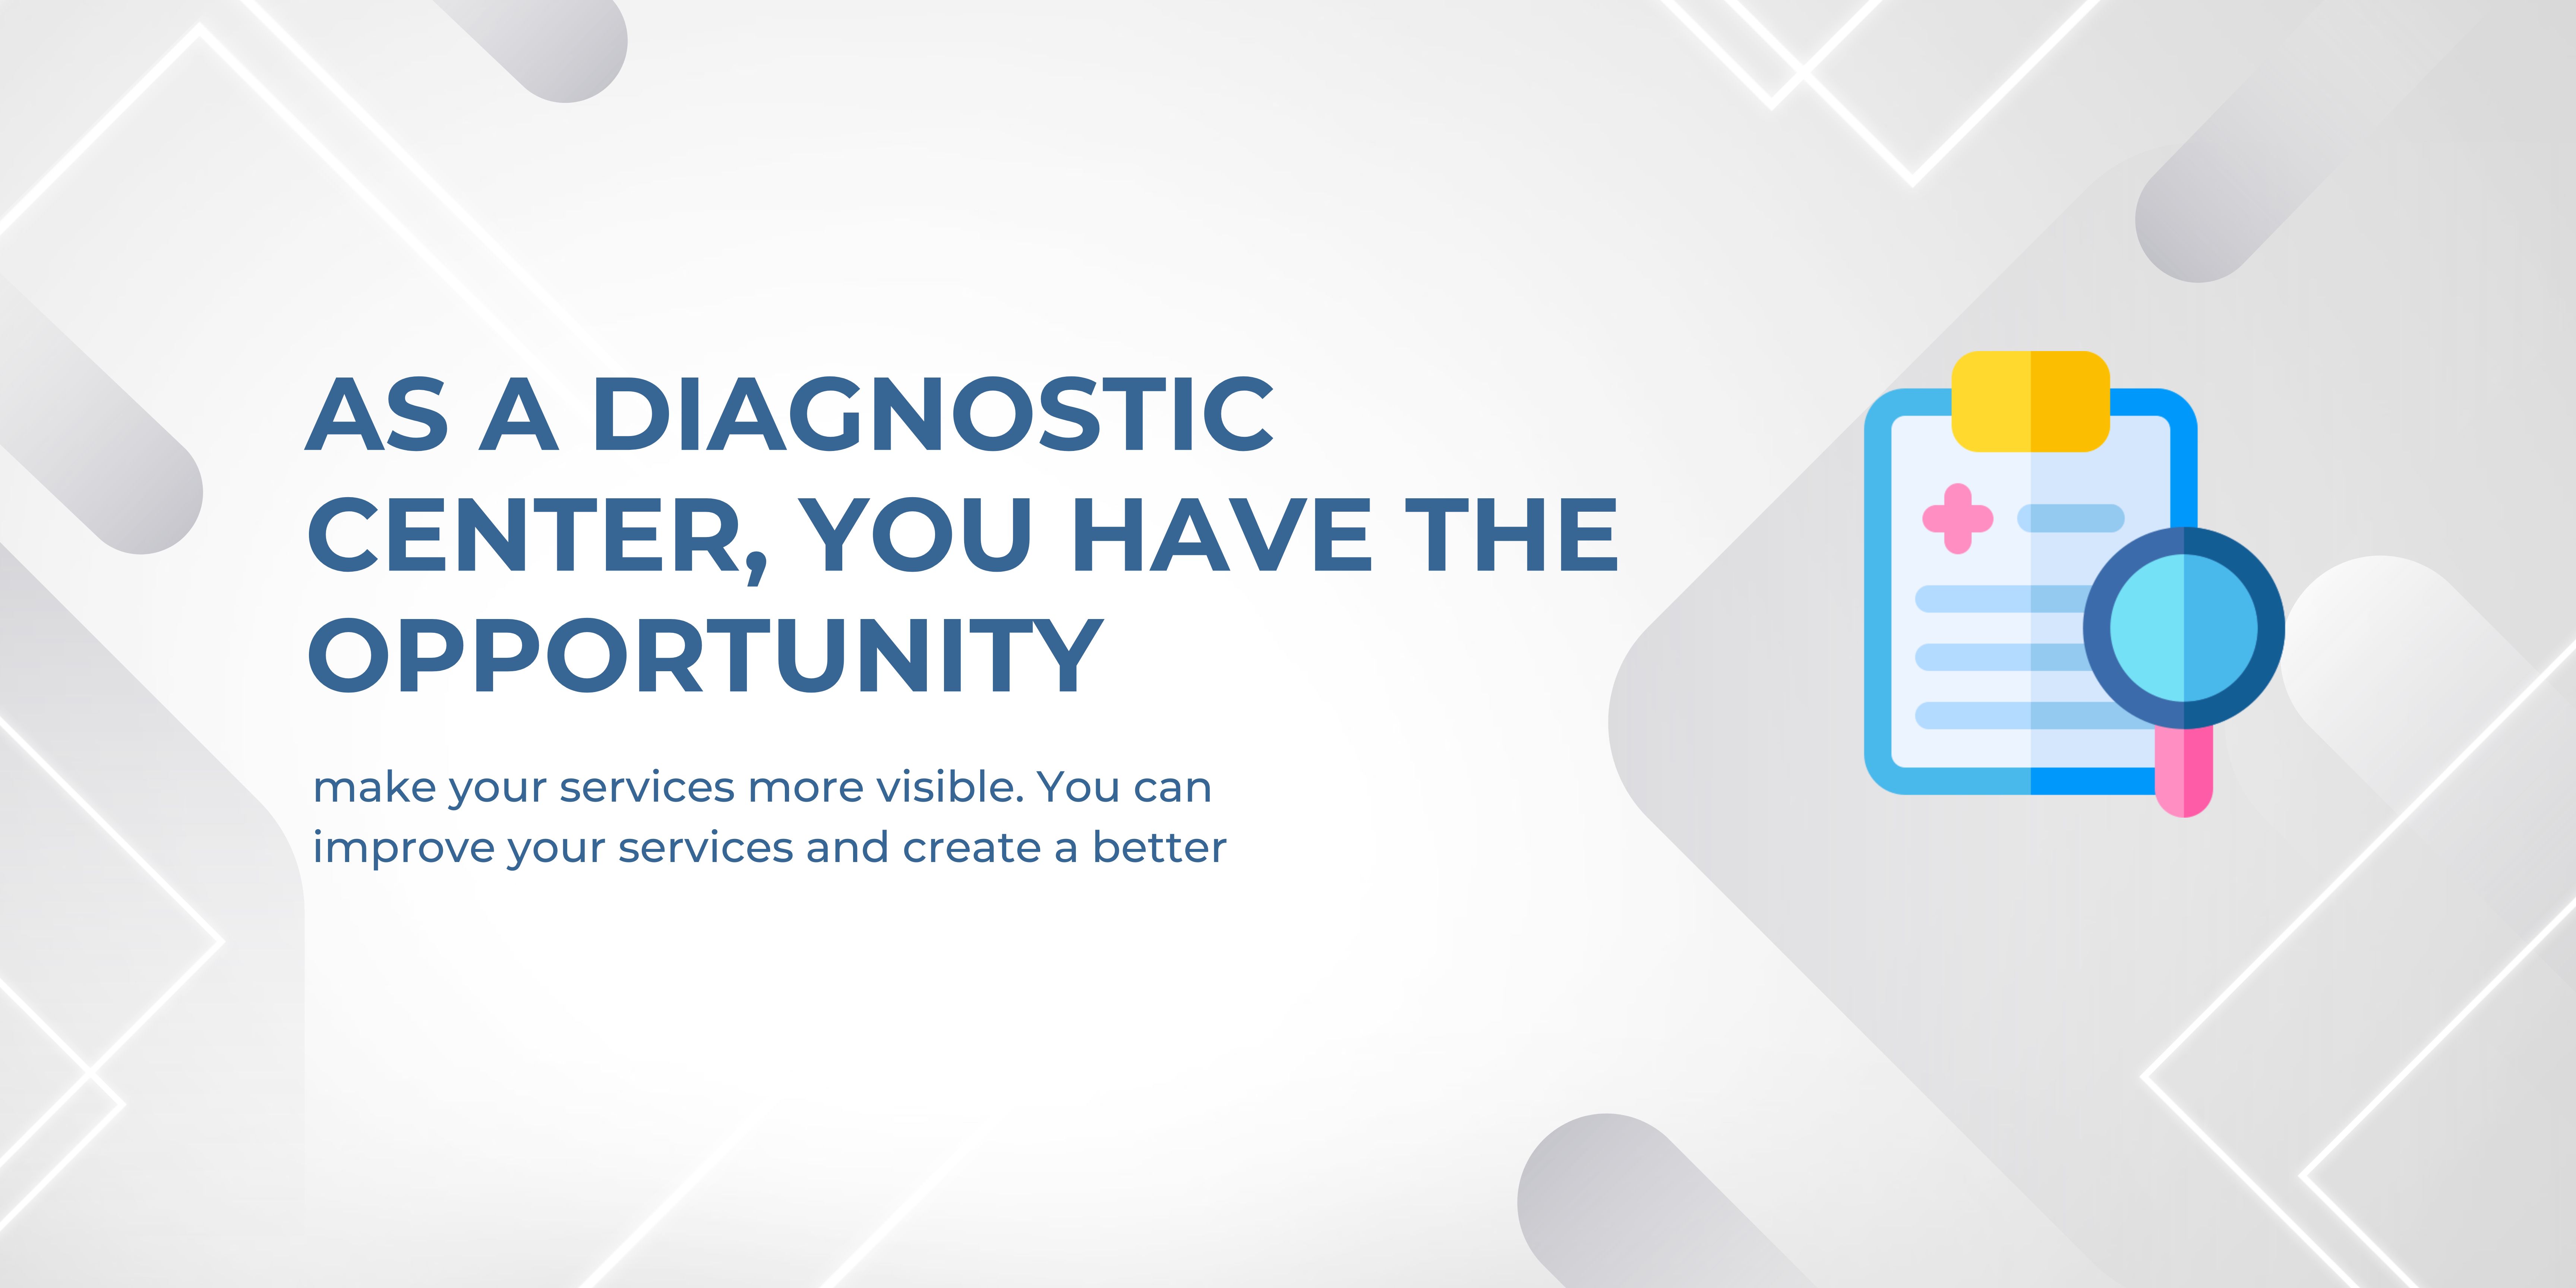 AS A DIAGNOSTIC
CENTER, YOU HAVE THE
OPPORTUNITY
make your services more visible. You can
improve your services and create a better